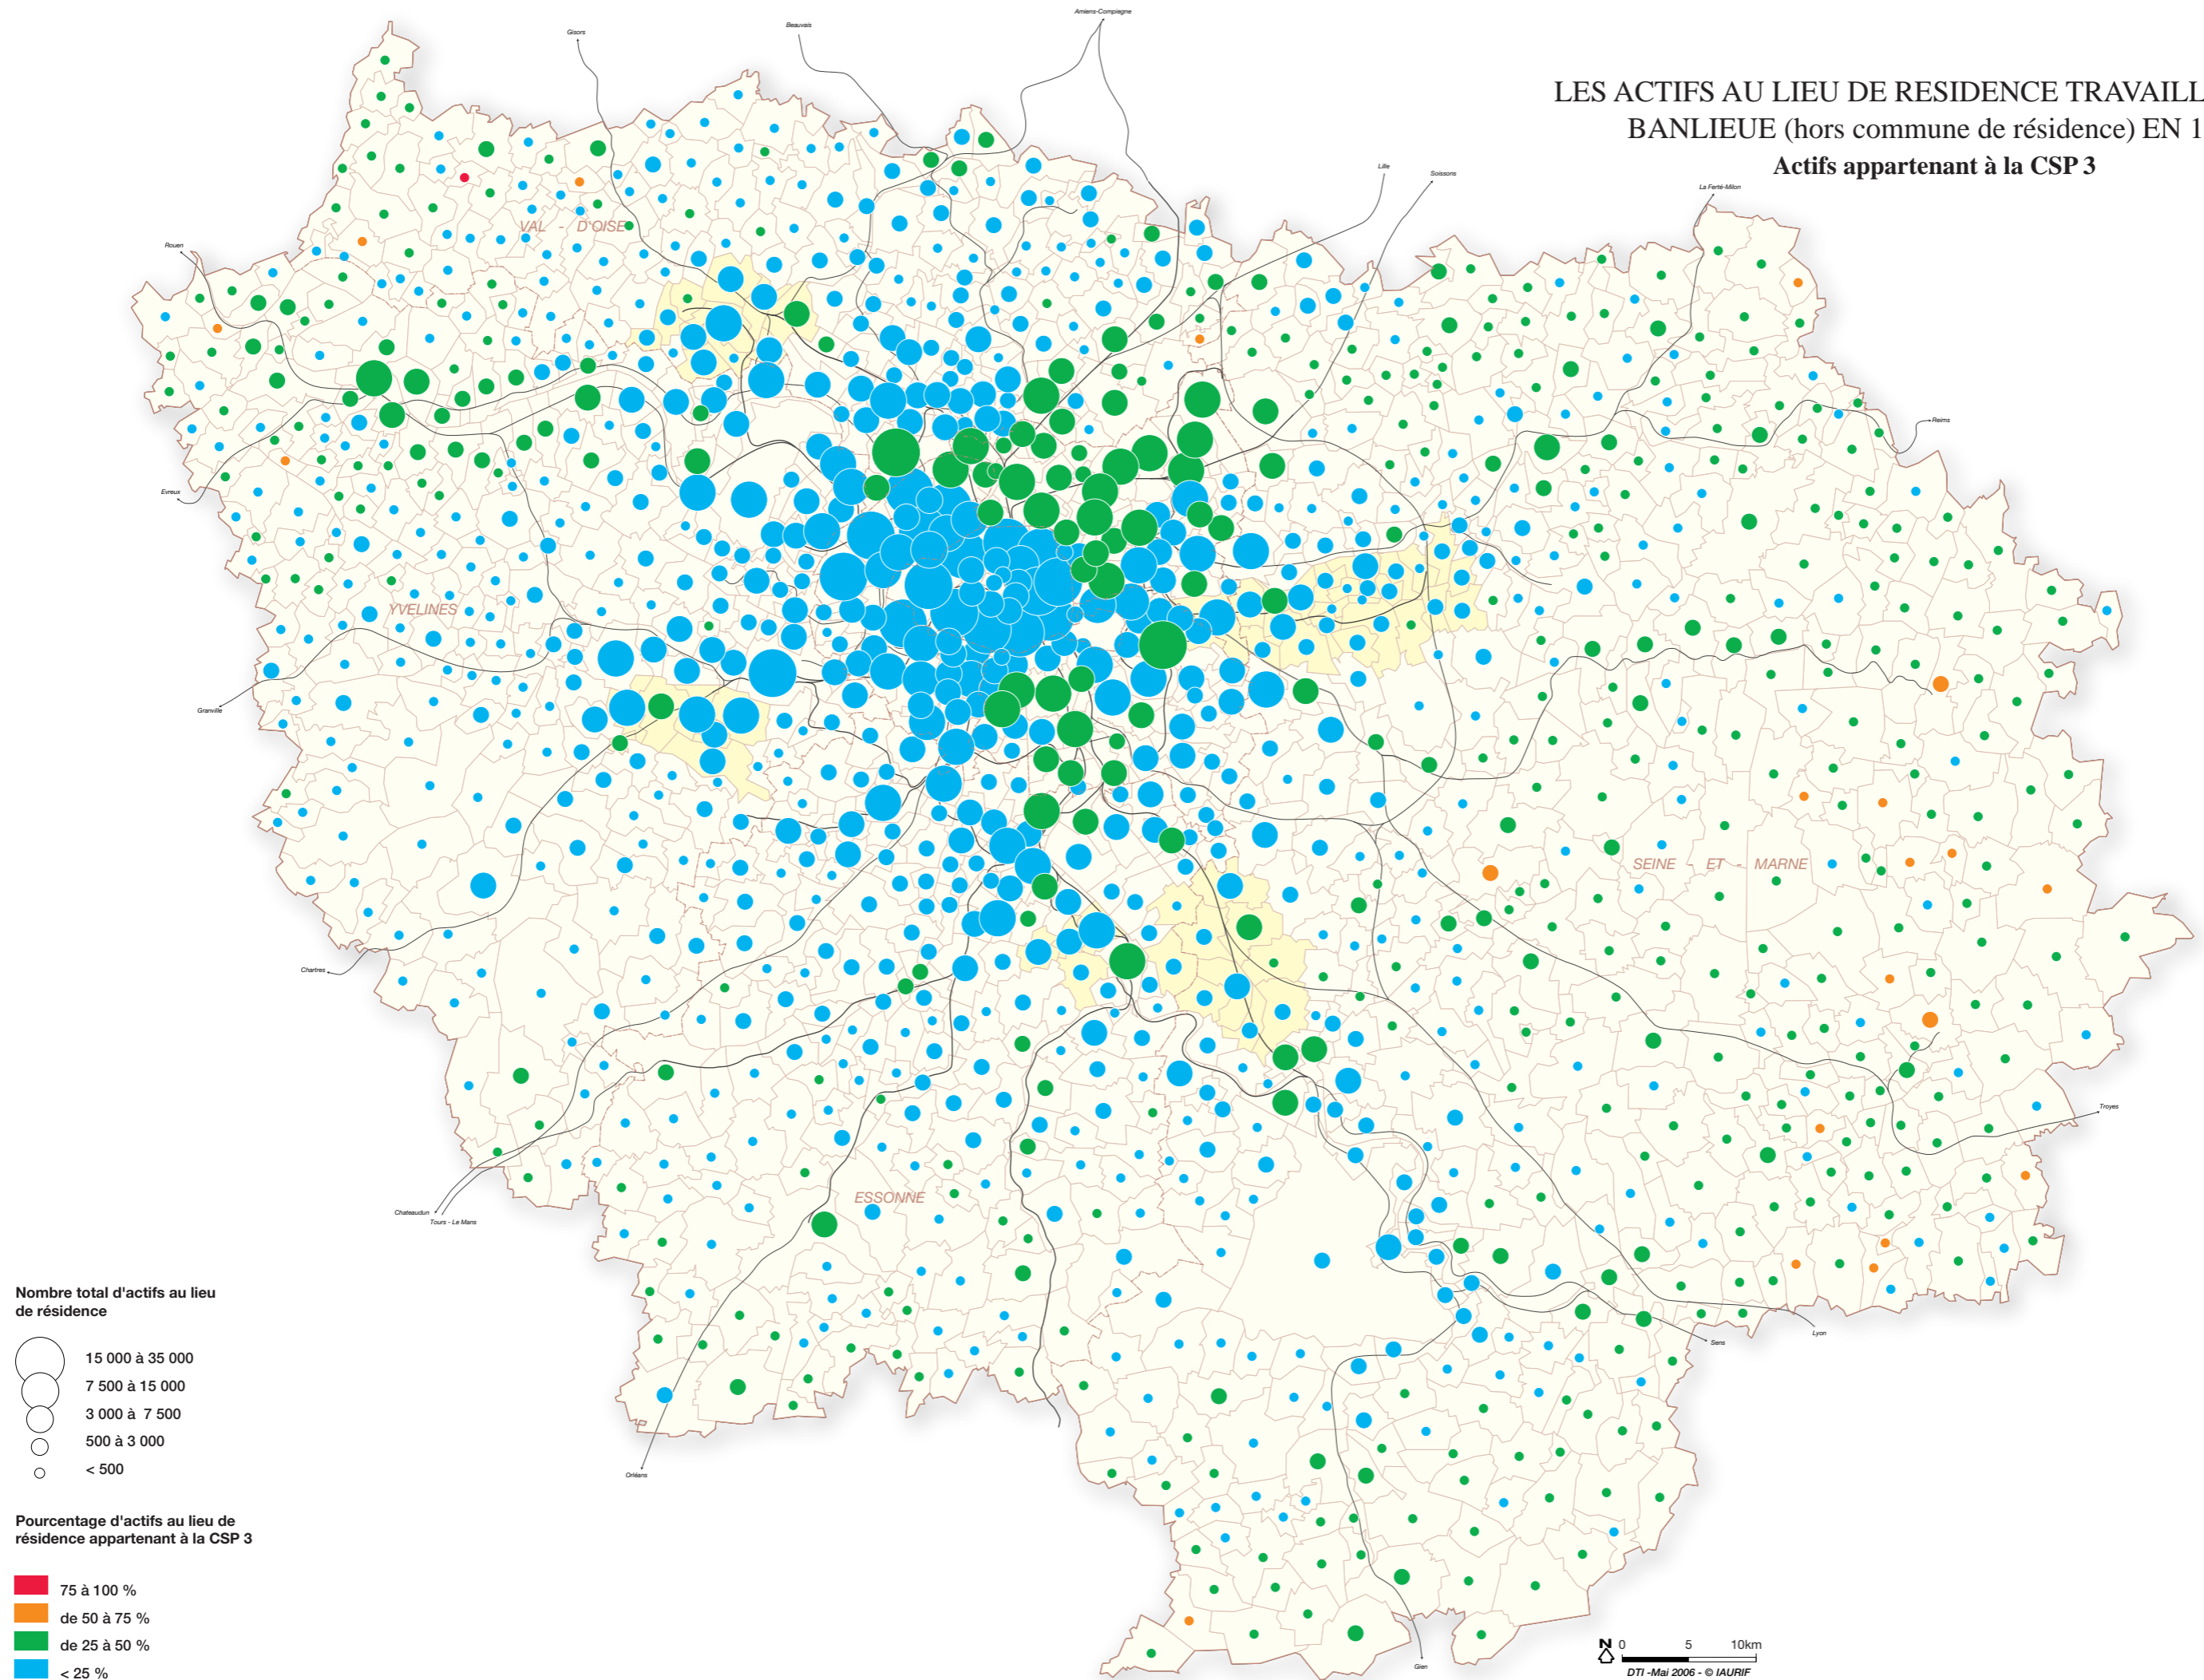 Amiens-Compiegne
Beauvais
Gisors
LES ACTIFS AU LIEU DE RESIDENCE TRAVAILL
BANLIEUE (hors commune de résidence) EN 1
Actifs appartenant à la CSP 3
Lille
Soissons
La Ferté-Milon
VAL - D'OISE
Rouen
Reims
Evreux
YVELINES
Granville
SEINE - ET - MARNE
Chartres
Troyes
ESSONNE
Chateaudun
Tours - Le Mans
Nombre total d'actifs au lieu
de résidence
15 000 à 35 000
7 500 à 15 000
3 000 à 7 500
500 à 3 000
< 500
Lyon
Sens
Orléans
Pourcentage d'actifs au lieu de
résidence appartenant à la CSP 3
75 à 100 %
de 50 à 75 %
de 25 à 50 %
< 25 %
N 0 5 10km
Gien
DTI -Mai 2006 - © IAURIF